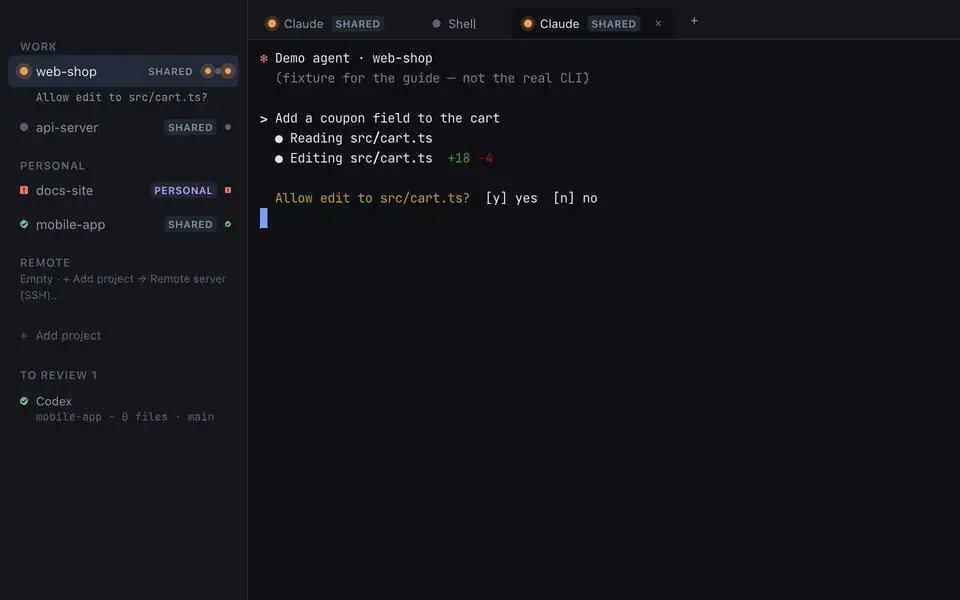 Claude SHARED Shell Claude SHARED × +
WORK
web-shop SHARED
Allow edit to src/cart.ts?
api-server SHARED
PERSONAL
docs-site PERSONAL
mobile-app SHARED
REMOTE
Empty · + Add project → Remote server
(SSH)…
+ Add project
TO REVIEW 1
Codex
mobile-app · 0 files · main
* Demo agent · web-shop
(fixture for the guide — not the real CLI)
> Add a coupon field to the cart
● Reading src/cart.ts
● Editing src/cart.ts +18 -4
Allow edit to src/cart.ts? [y] yes [n] no